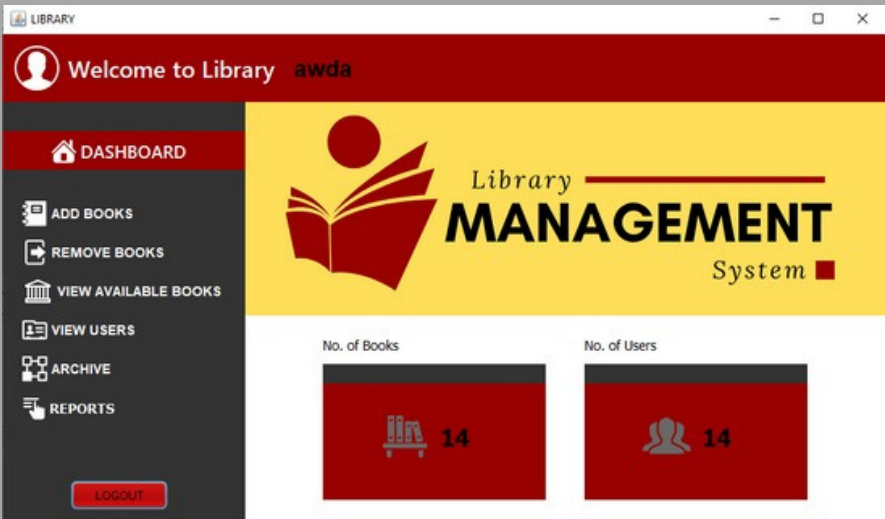 LIBRARY
Welcome to Library awda
DASHBOARD
ADD BOOKS
REMOVE BOOKS
VIEW AVAILABLE BOOKS
VIEW USERS
ARCHIVE
REPORTS
LOGOUT
Library
MANAGEMENT
System
No. of Books
14
No. of Users
14